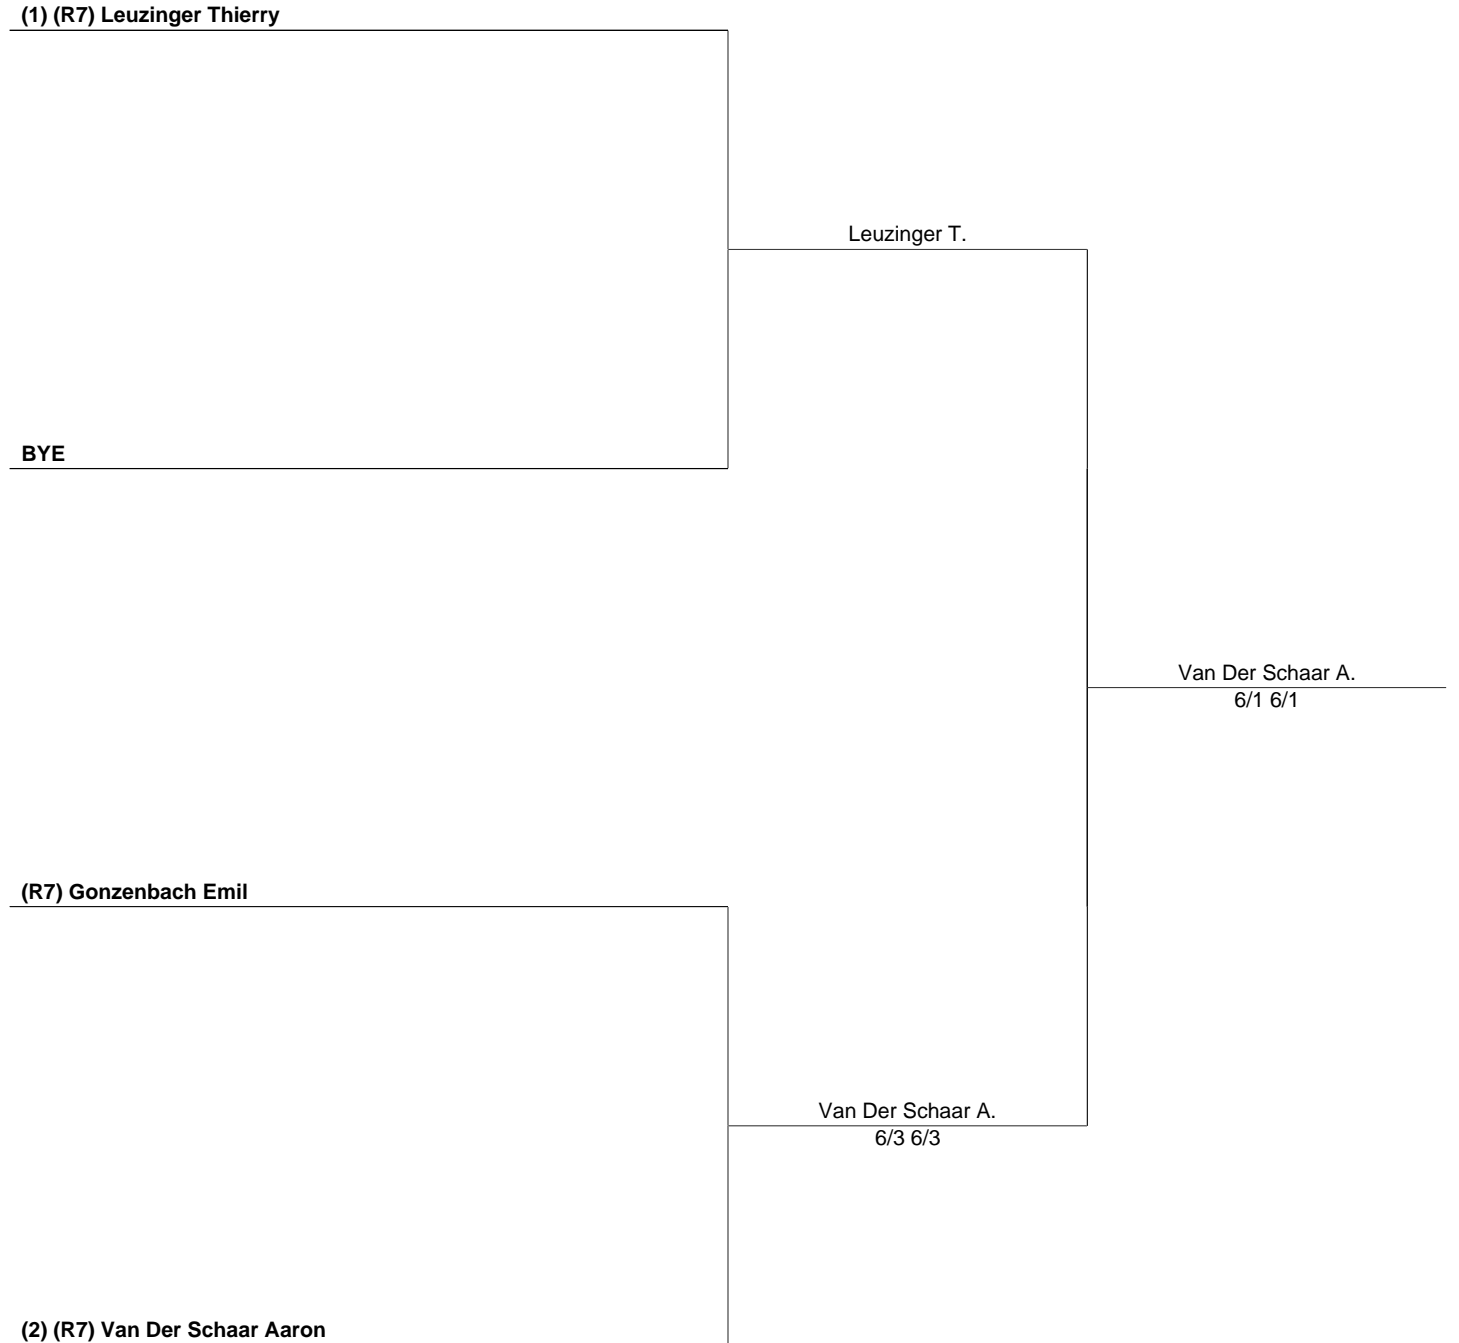 (1) (R7) Leuzinger Thierry
Leuzinger T.
BYE
Van Der Schaar A.
6/1 6/1
(R7) Gonzenbach Emil
Van Der Schaar A.
6/3 6/3
(2) (R7) Van Der Schaar Aaron